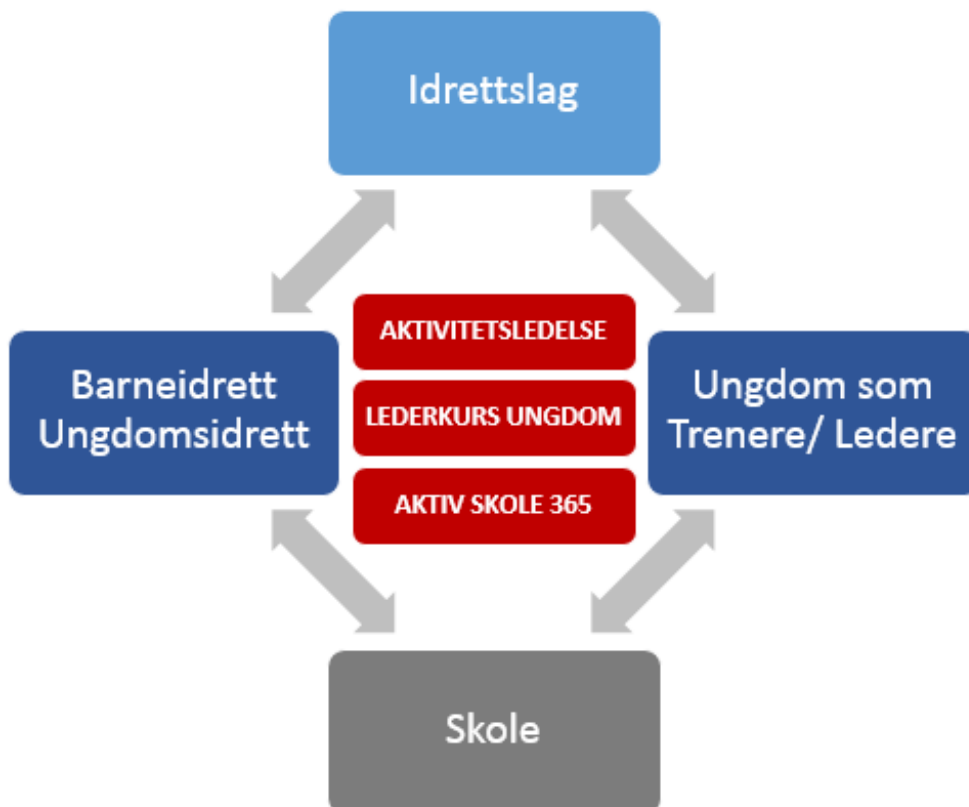 Idrettslag
Barneidrett
Ungdomsidrett
AKTIVITETSLEDELSE
LEDERKURS UNGDOM
AKTIV SKOLE 365
Ungdom som
Trenere/ Ledere
Skole